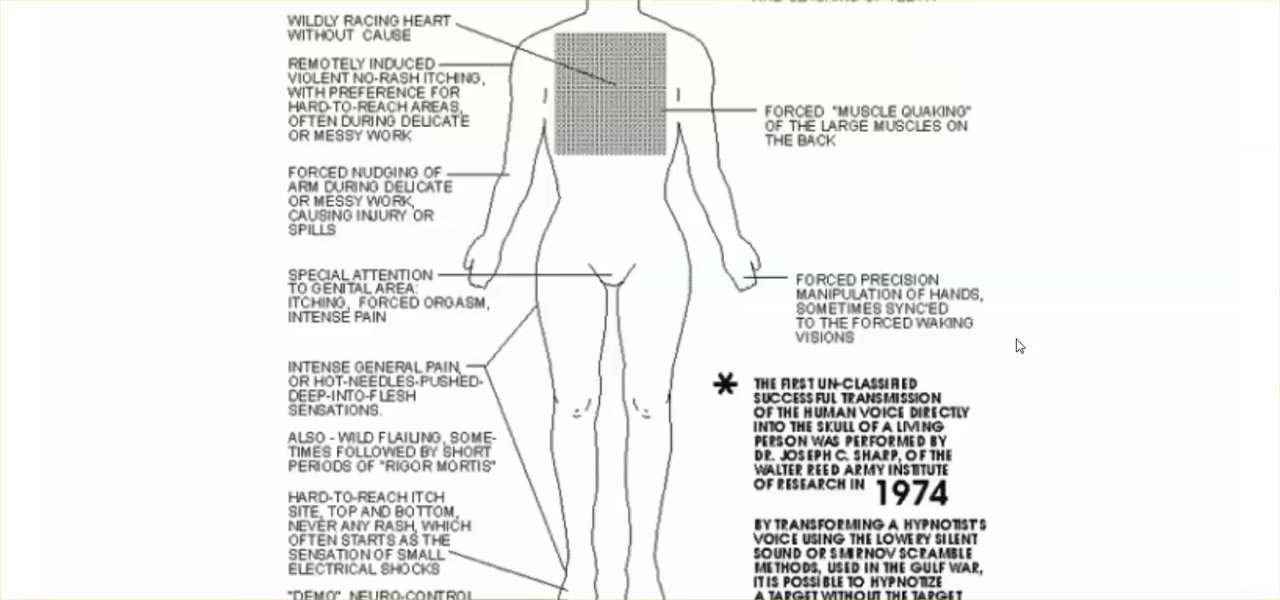 WILDLY RACING HEART
WITHOUT CAUSE
REMOTELY INDUCED
VIOLENT NO-RASH ITCHING,
WITH PREFERENCE FOR
HARD-TO-REACH AREAS,
OFTEN DURING DELICATE
OR MESSY WORK
FORCED NUDGING OF
ARM DURING DELICATE
OR MESSY WORK,
CAUSING INJURY OR
SPILLS
SPECIAL ATTENTION
TO GENITAL AREA:
ITCHING, FORCED ORGASM,
INTENSE PAIN
INTENSE GENERAL PAIN,
OR HOT-NEEDLES-PUSHED-
DEEP-INTO-FLESH
SENSATIONS.
ALSO - WILD FLAILING, SOME-
TIMES FOLLOWED BY SHORT
PERIODS OF "RIGOR MORTIS"
HARD-TO-REACH ITCH
SITE, TOP AND BOTTOM,
NEVER ANY RASH, WHICH
OFTEN STARTS AS THE
SENSATION OF SMALL
ELECTRICAL SHOCKS
"DEMO" NEURO-CONTROL
FORCED "MUSCLE QUAKING"
OF THE LARGE MUSCLES ON
THE BACK
FORCED PRECISION
MANIPULATION OF HANDS,
SOMETIMES SYNC'ED
TO THE FORCED WAKING
VISIONS
* THE FIRST UN-CLASSIFIED
SUCCESSFUL TRANSMISSION
OF THE HUMAN VOICE DIRECTLY
INTO THE SKULL OF A LIVING
PERSON WAS PERFORMED BY
DR. JOSEPH C. SHARP, OF THE
WALTER REED ARMY INSTITUTE
OF RESEARCH IN 1974
BY TRANSFORMING A HYPNOTIST'S
VOICE USING THE LOWERY SILENT
SOUND OR SMIRNOV SCRAMBLE
METHODS, USED IN THE GULF WAR,
IT IS POSSIBLE TO HYPNOTIZE
A TARGET WITHOUT THE TARGET